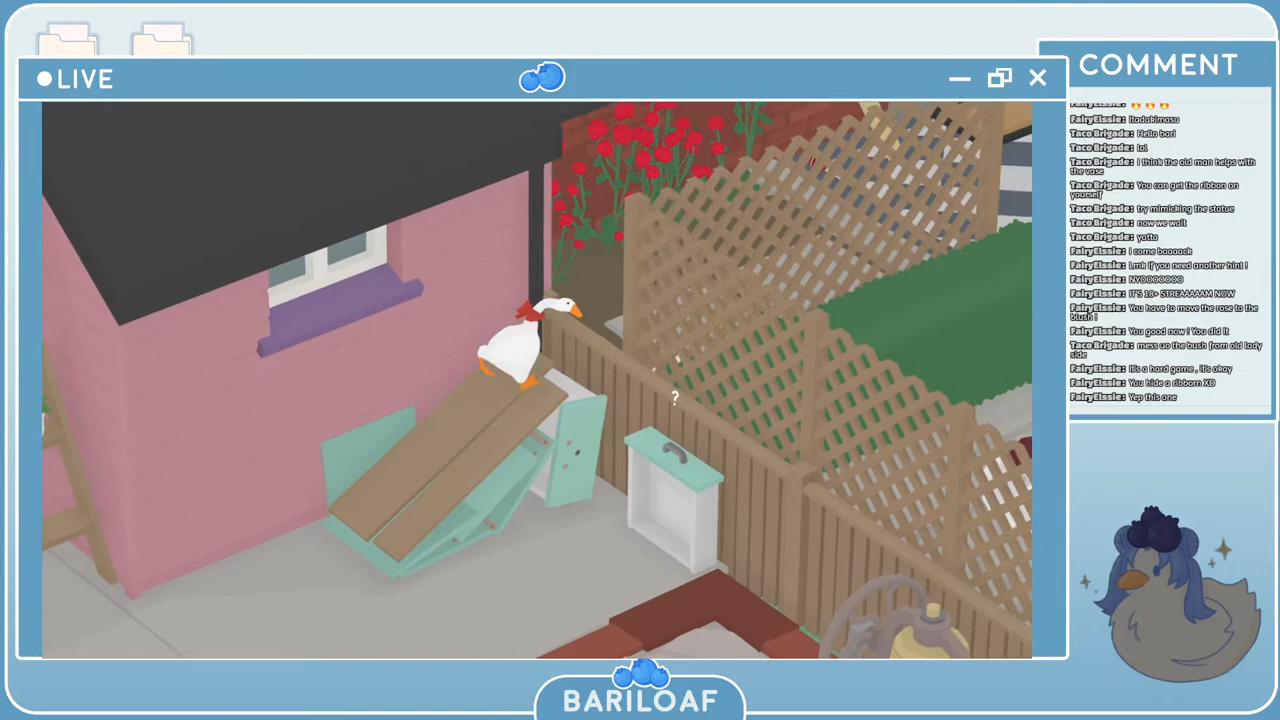 LIVE
COMMENT
FairyElssie: 🔥 🔥 🔥
FairyElssie: Itadakimasu
Taco Brigade: Hello bari
Taco Brigade: lol
Taco Brigade: I think the old man helps with
the vase
Taco Brigade: You can get the ribbon on
yourself
Taco Brigade: try mimicking the statue
Taco Brigade: now we wait
Taco Brigade: yatta
FairyElssie: I come boooock
FairyElssie: Lmk if you need another hint !
FairyElssie: NYOOOOOOO
FairyElssie: IT'S 18+ STREAAAAAM NOW
FairyElssie: You have to move the rose to the
blush !
FairyElssie: You good now ! You did it
Taco Brigade: mess uo the bush from old lady
side
FairyElssie: It's a hard game , it's okay
FairyElssie: You hide a ribborn XD
FairyElssie: Yep this one
?
BARILOAF